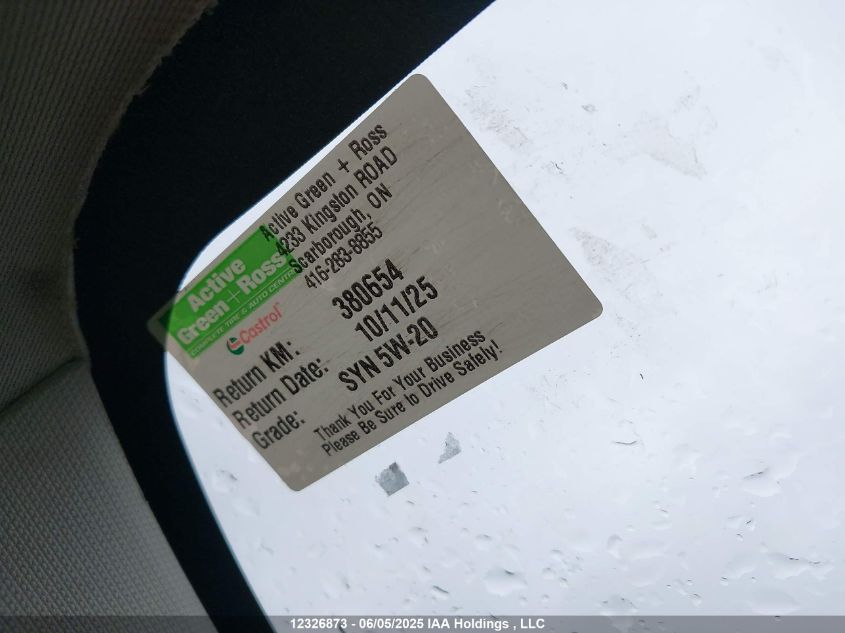 Active Green + Ross
4233 Kingston ROAD
Scarborough, ON
416-283-8855
Active
Green+Ross
COMPLETE TIRE & AUTO CENTRE
Castrol
Return KM: 380654
Return Date: 10/11/25
Grade: SYN 5W-20
Thank You For Your Business
Please Be Sure to Drive Safely!
12326873 - 06/05/2025 IAA Holdings , LLC